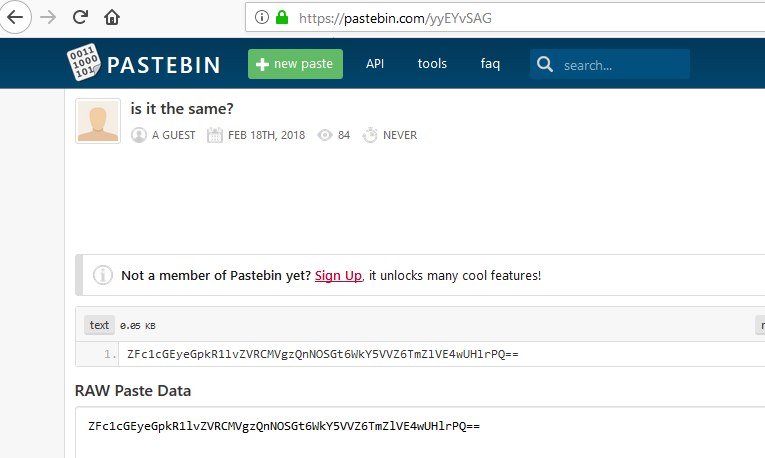 https://pastebin.com/yyEYvSAG
0011
1000
101
PASTEBIN
+ new paste
API
tools
faq
search...
is it the same?
A GUEST
FEB 18TH, 2018
84
NEVER
Not a member of Pastebin yet? Sign Up, it unlocks many cool features!
text
0.05 KB
1.
ZFc1cGEyeGpkR1lvZVRCMVgzQnNOSGt6WkY5VVZ6TmZlVE4wUHlrPQ==
RAW Paste Data
ZFc1cGEyeGpkR1lvZVRCMVgzQnNOSGt6WkY5VVZ6TmZlVE4wUHlrPQ==